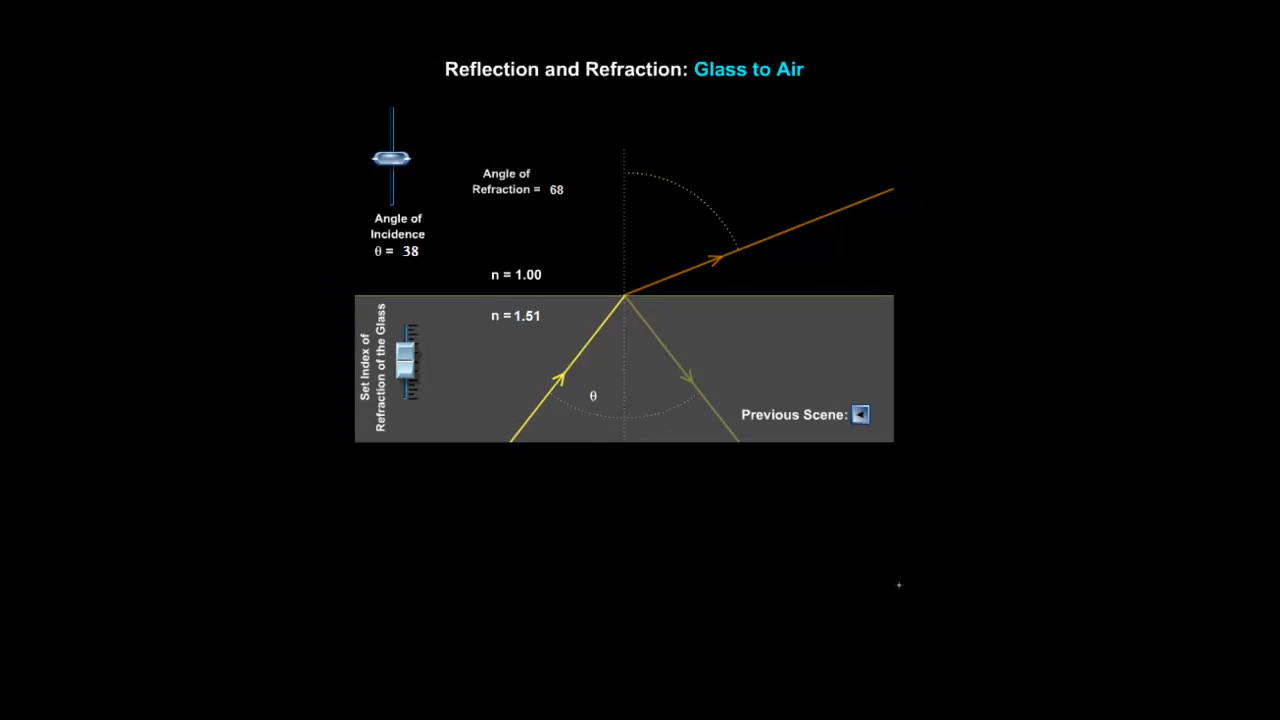 Reflection and Refraction: Glass to Air
Angle of
Refraction = 68
Angle of
Incidence
θ = 38
n = 1.00
n = 1.51
Set Index of
Refraction of the Glass
θ
Previous Scene: